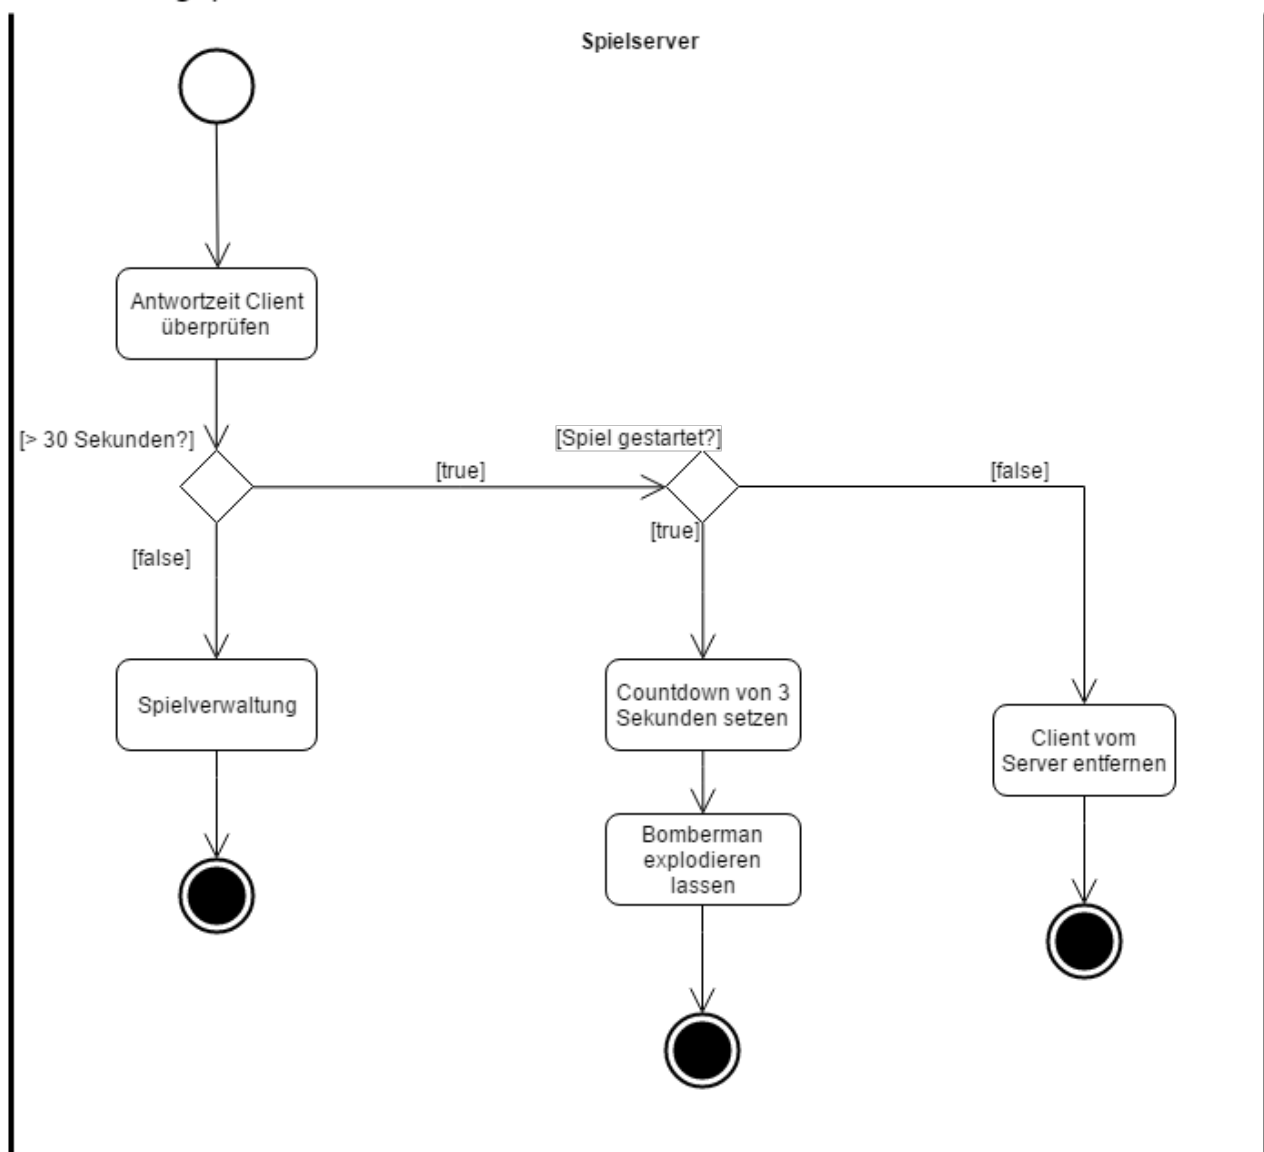 Spielserver
Antwortzeit Client
überprüfen
[> 30 Sekunden?]
[true]
[Spiel gestartet?]
[false]
[true]
[false]
Spielverwaltung
Countdown von 3
Sekunden setzen
Client vom
Server entfernen
Bomberman
explodieren
lassen